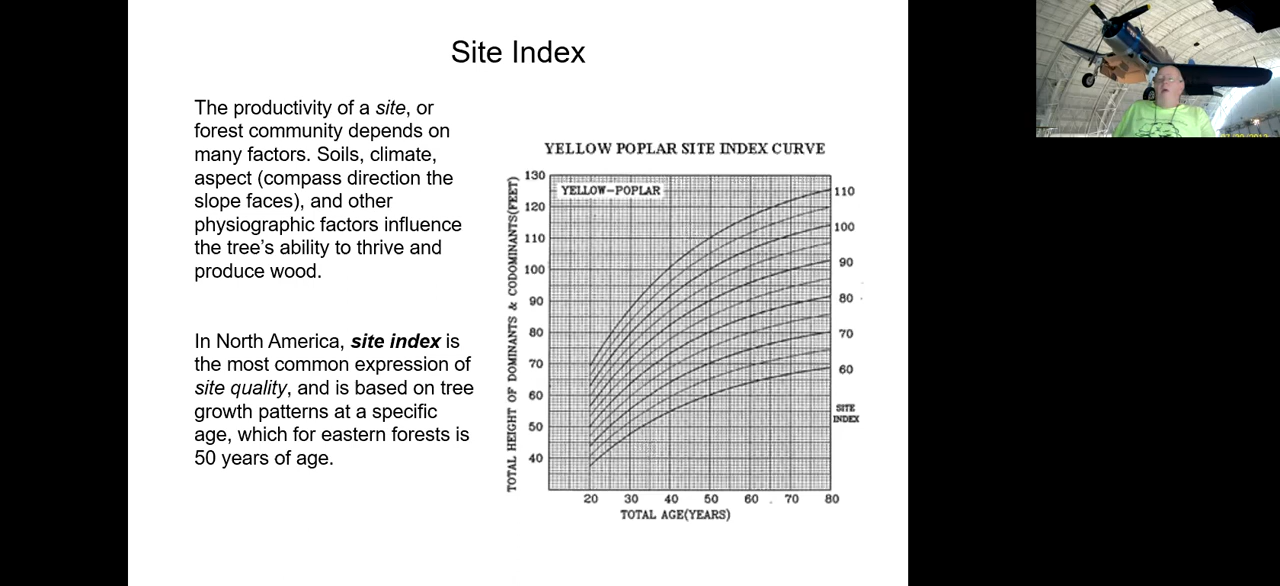 Site Index
The productivity of a site, or
forest community depends on
many factors. Soils, climate,
aspect (compass direction the
slope faces), and other
physiographic factors influence
the tree's ability to thrive and
produce wood.
In North America, site index is
the most common expression of
site quality, and is based on tree
growth patterns at a specific
age, which for eastern forests is
50 years of age.
YELLOW POPLAR SITE INDEX CURVE
YELLOW-POPLAR
TOTAL HEIGHT OF DOMINANTS & CODOMINANTS(FEET)
130
120
110
100
90
80
70
60
50
40
110
100
90
80
70
60
SITE
INDEX
20 30 40 50 60 70 80
TOTAL AGE(YEARS)